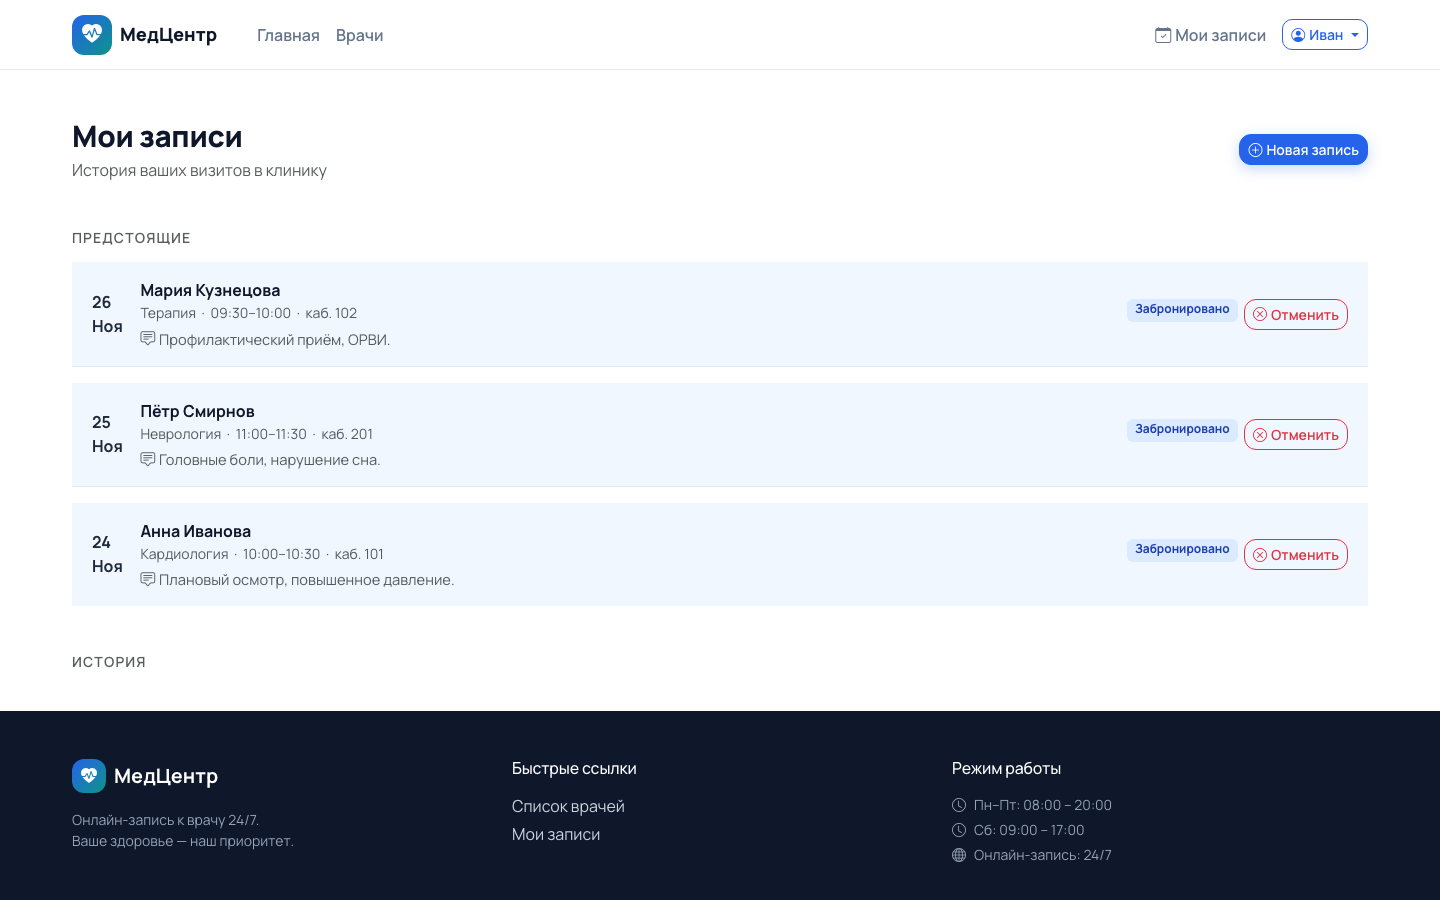 МедЦентр
Главная
Врачи
Мои записи
Иван
Мои записи
История ваших визитов в клинику
Новая запись
ПРЕДСТОЯЩИЕ
26
Ноя
Мария Кузнецова
Терапия · 09:30–10:00 · каб. 102
Профилактический приём, ОРВИ.
Забронировано
Отменить
25
Ноя
Пётр Смирнов
Неврология · 11:00–11:30 · каб. 201
Головные боли, нарушение сна.
Забронировано
Отменить
24
Ноя
Анна Иванова
Кардиология · 10:00–10:30 · каб. 101
Плановый осмотр, повышенное давление.
Забронировано
Отменить
ИСТОРИЯ
МедЦентр
Онлайн-запись к врачу 24/7.
Ваше здоровье — наш приоритет.
Быстрые ссылки
Список врачей
Мои записи
Режим работы
Пн–Пт: 08:00 – 20:00
Сб: 09:00 – 17:00
Онлайн-запись: 24/7